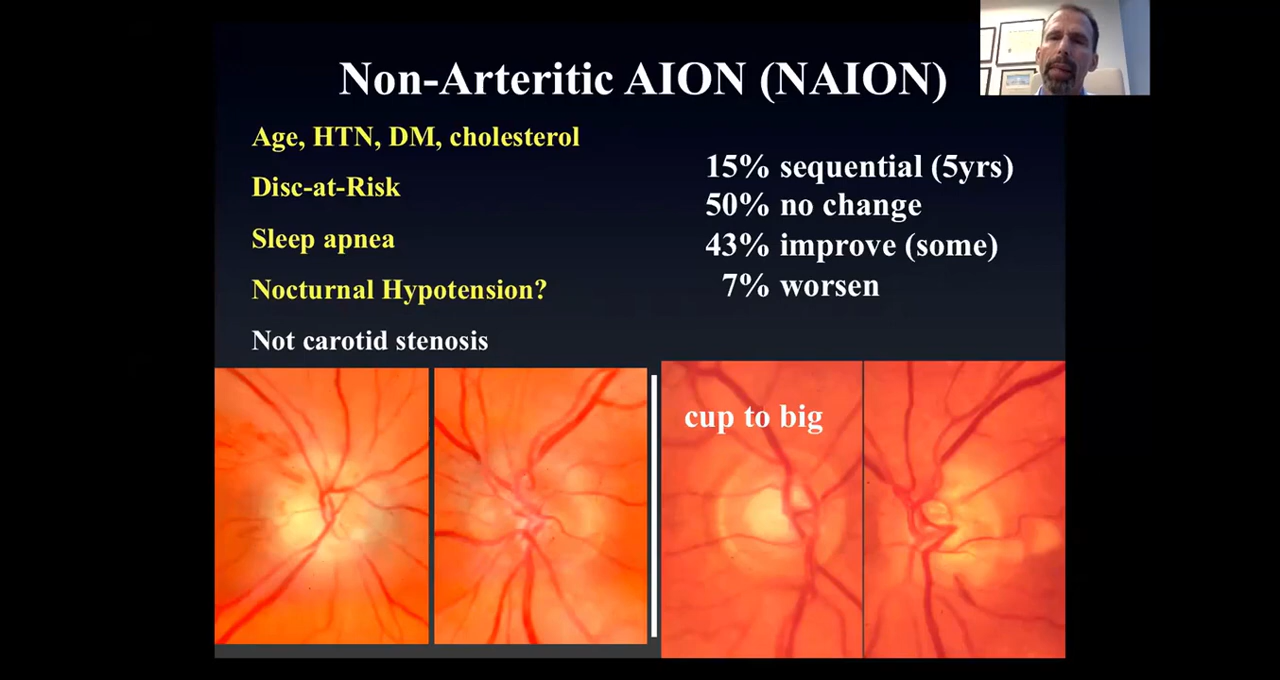 Non-Arteritic AION (NAION)
Age, HTN, DM, cholesterol
Disc-at-Risk
Sleep apnea
Nocturnal Hypotension?
Not carotid stenosis
15% sequential (5yrs)
50% no change
43% improve (some)
7% worsen
cup to big